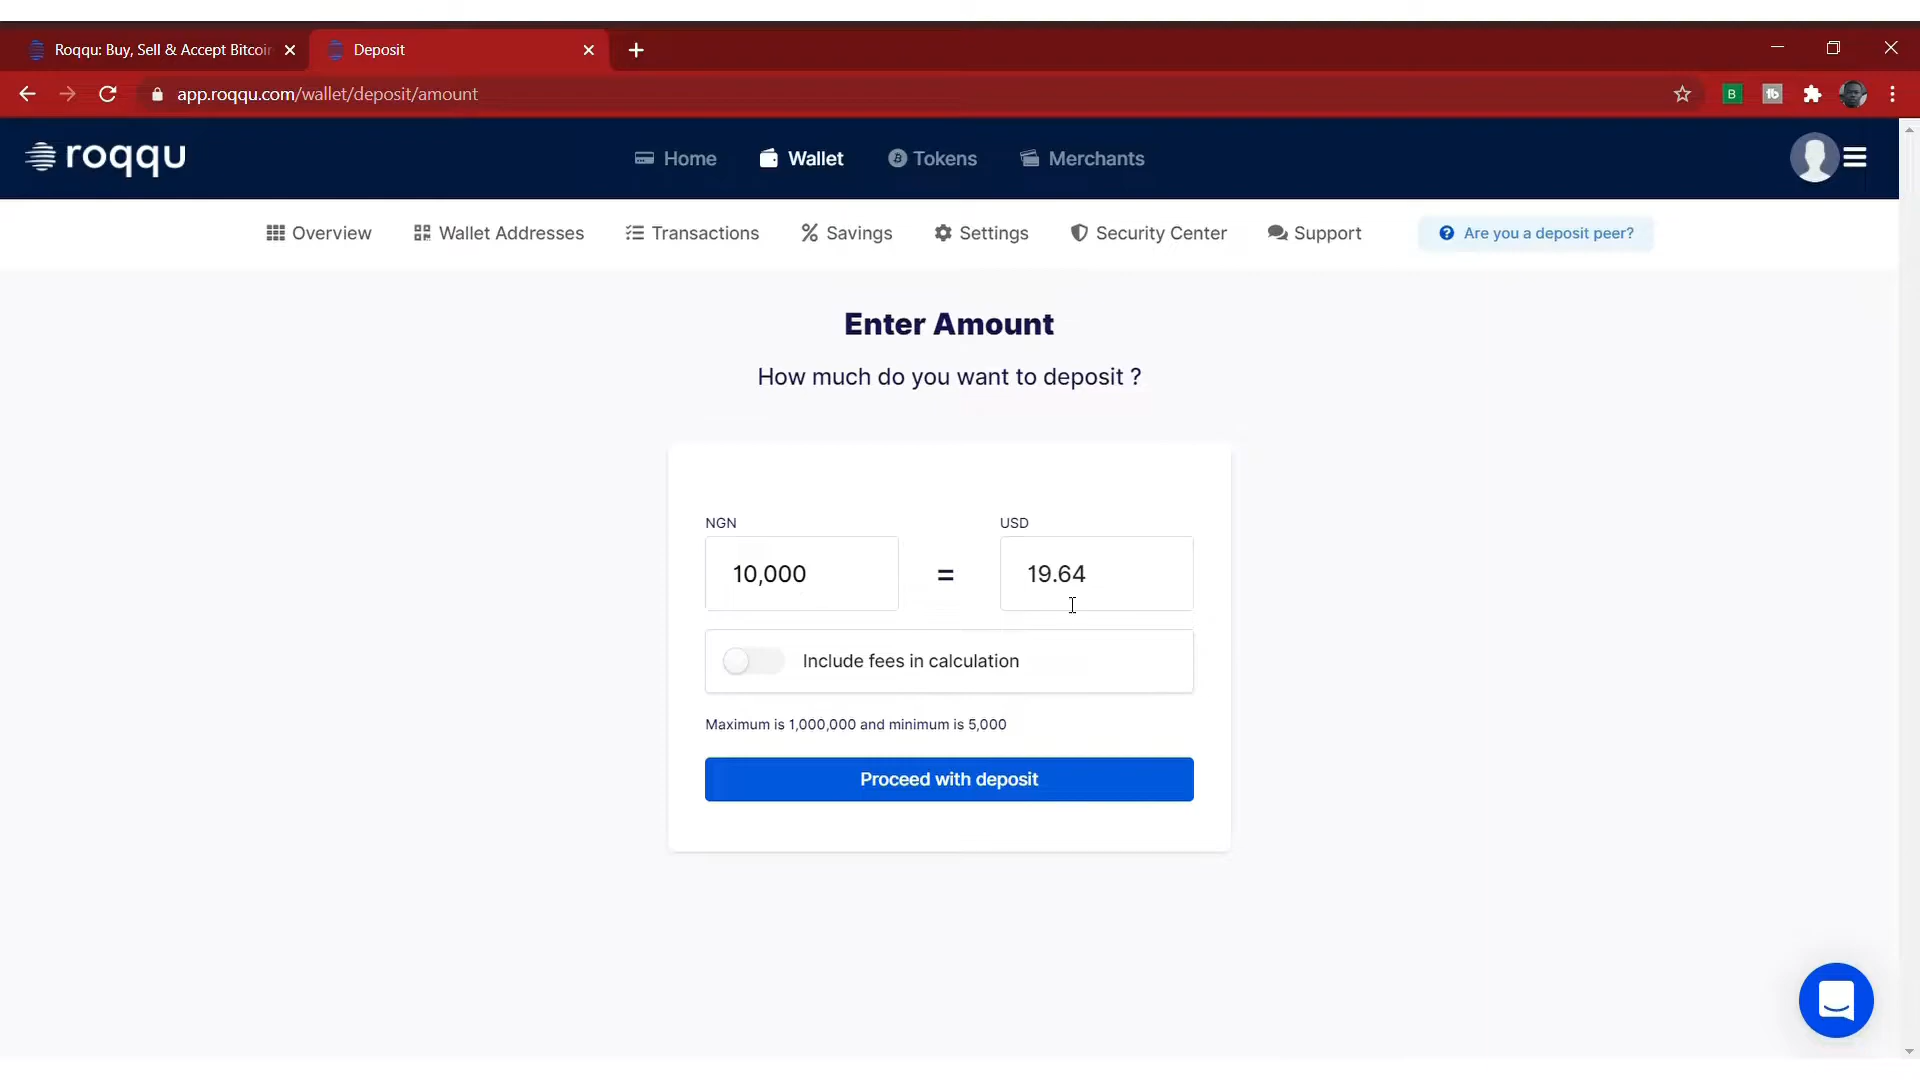 Roqqu: Buy, Sell & Accept Bitcoin
Deposit
app.roqqu.com/wallet/deposit/amount
B
tb
roqqu
Home
Wallet
Tokens
Merchants
Overview
Wallet Addresses
Transactions
Savings
Settings
Security Center
Support
Are you a deposit peer?
Enter Amount
How much do you want to deposit ?
NGN
USD
10,000
=
19.64
Include fees in calculation
Maximum is 1,000,000 and minimum is 5,000
Proceed with deposit